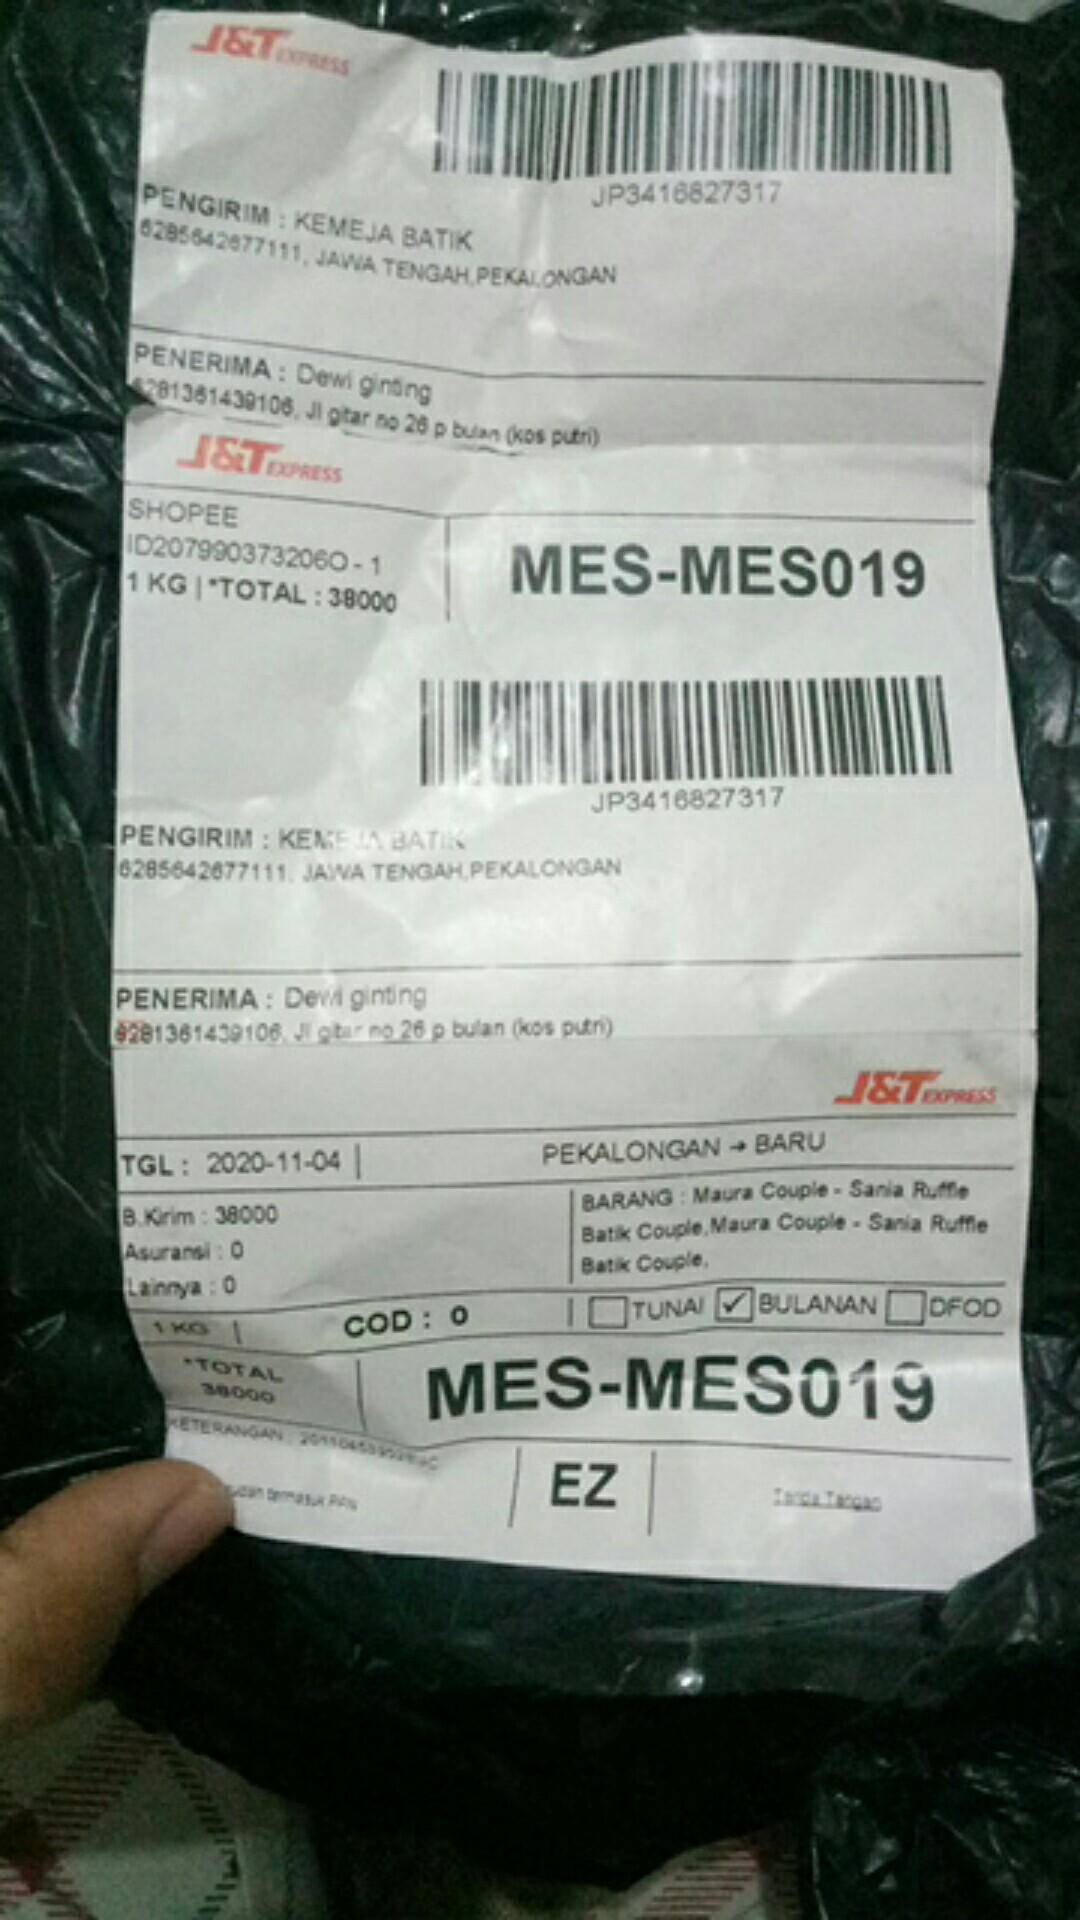 J&T EXPRESS
JP3416827317
PENGIRIM : KEMEJA BATIK
6285642677111, JAWA TENGAH,PEKALONGAN
PENERIMA : Dewi ginting
6281361439106, Jl gitar no 26 p bulan (kos putri)
J&T EXPRESS
SHOPEE
ID207990373206O - 1
1 KG | *TOTAL : 38000
MES-MES019
JP3416827317
PENGIRIM : KEMEJA BATIK
6285642677111, JAWA TENGAH,PEKALONGAN
PENERIMA : Dewi ginting
6281361439106, Jl gitar no 26 p bulan (kos putri)
J&T EXPRESS
TGL : 2020-11-04
PEKALONGAN → BARU
B.Kirim : 38000
Asuransi : 0
Lainnya : 0
BARANG : Maura Couple - Sania Ruffle
Batik Couple,Maura Couple - Sania Ruffle
Batik Couple,
1 KG
COD : 0
TUNAI BULANAN DFOD
*TOTAL
38000
MES-MES019
KETERANGAN :
termasuk PPN
EZ
Tanda Tangan